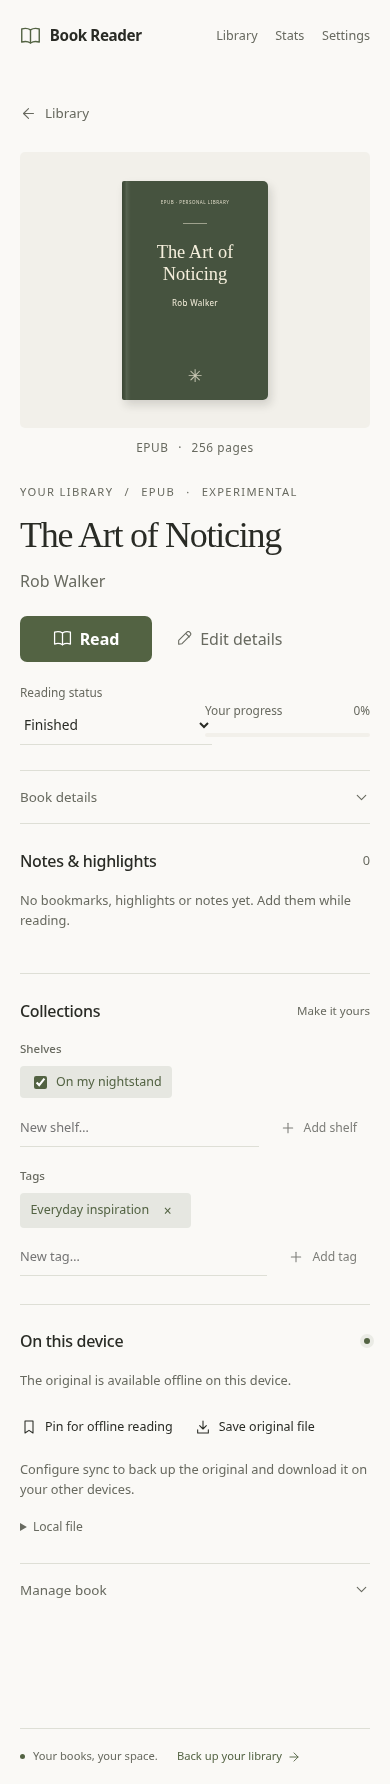 Book Reader
Library Stats Settings
Library
EPUB · PERSONAL LIBRARY
The Art of
Noticing
Rob Walker
EPUB · 256 pages
YOUR LIBRARY / EPUB · EXPERIMENTAL
The Art of Noticing
Rob Walker
Read
Edit details
Reading status
Finished
Your progress 0%
Book details
Notes & highlights 0
No bookmarks, highlights or notes yet. Add them while
reading.
Collections Make it yours
Shelves
On my nightstand
New shelf… Add shelf
Tags
Everyday inspiration ×
New tag… Add tag
On this device
The original is available offline on this device.
Pin for offline reading Save original file
Configure sync to back up the original and download it on
your other devices.
Local file
Manage book
Your books, your space. Back up your library